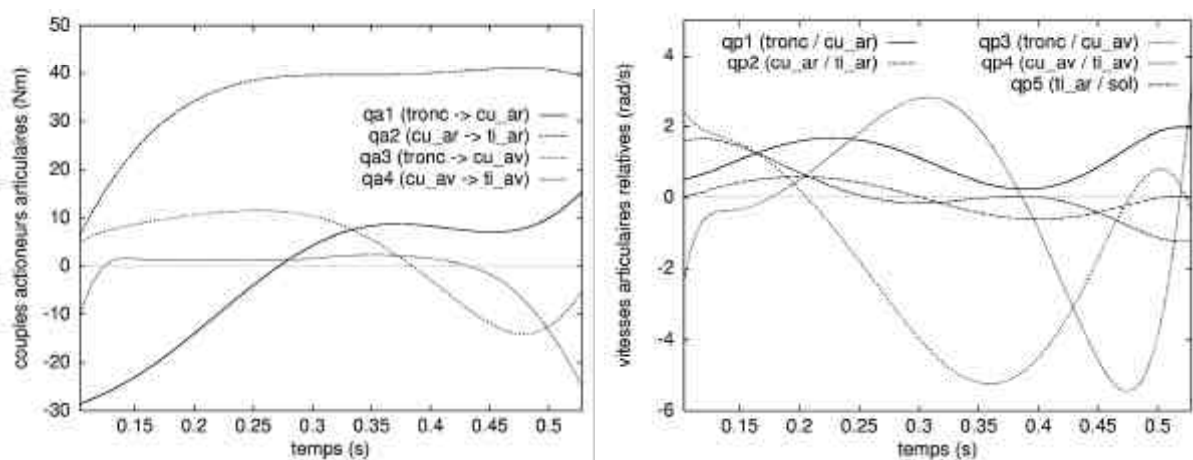 couples actioneurs articulaires (Nm)
50
40
30
20
10
0
-10
-20
-30
qa1 (tronc -> cu_ar)
qa2 (cu_ar -> ti_ar)
qa3 (tronc -> cu_av)
qa4 (cu_av -> ti_av)
0.15 0.2 0.25 0.3 0.35 0.4 0.45 0.5
temps (s)
vitesses articulaires relatives (rad/s)
4
2
0
-2
-4
-6
qp1 (tronc / cu_ar)
qp2 (cu_ar / ti_ar)
qp3 (tronc / cu_av)
qp4 (cu_av / ti_av)
qp5 (ti_ar / sol)
0.15 0.2 0.25 0.3 0.35 0.4 0.45 0.5
temps (s)